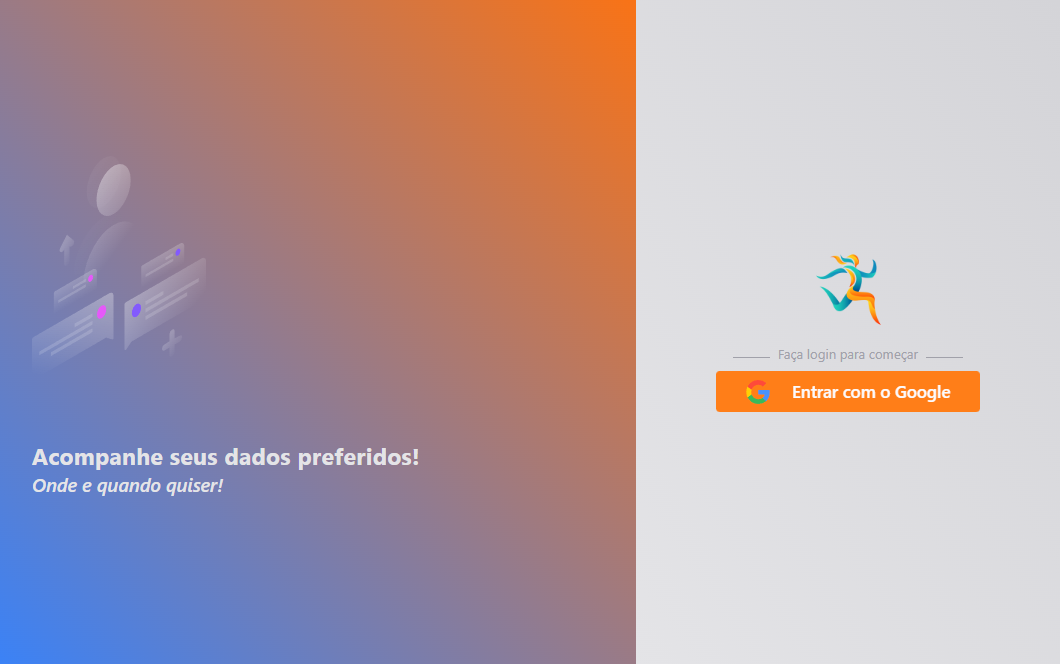 Acompanhe seus dados preferidos!
Onde e quando quiser!
Faça login para começar
Entrar com o Google